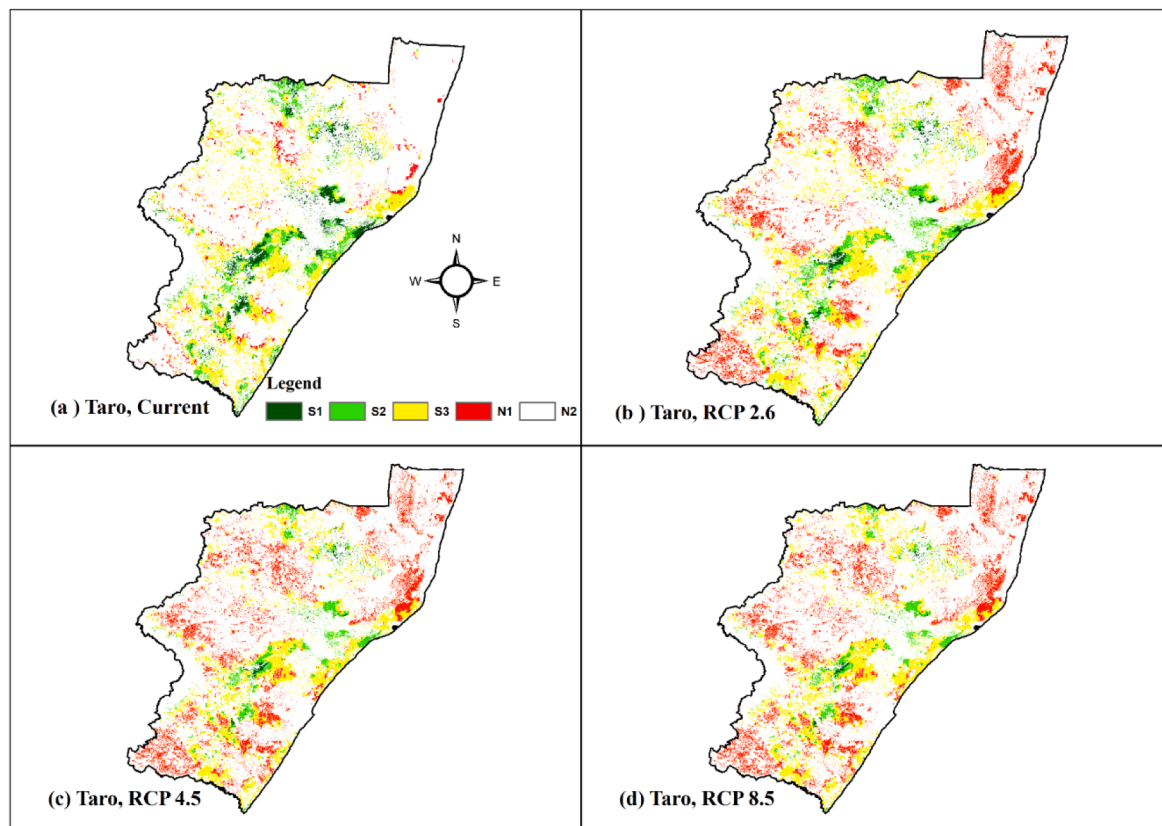 N
W E
S
Legend
S1 S2 S3 N1 N2
(a ) Taro, Current
(b ) Taro, RCP 2.6
(c) Taro, RCP 4.5
(d) Taro, RCP 8.5